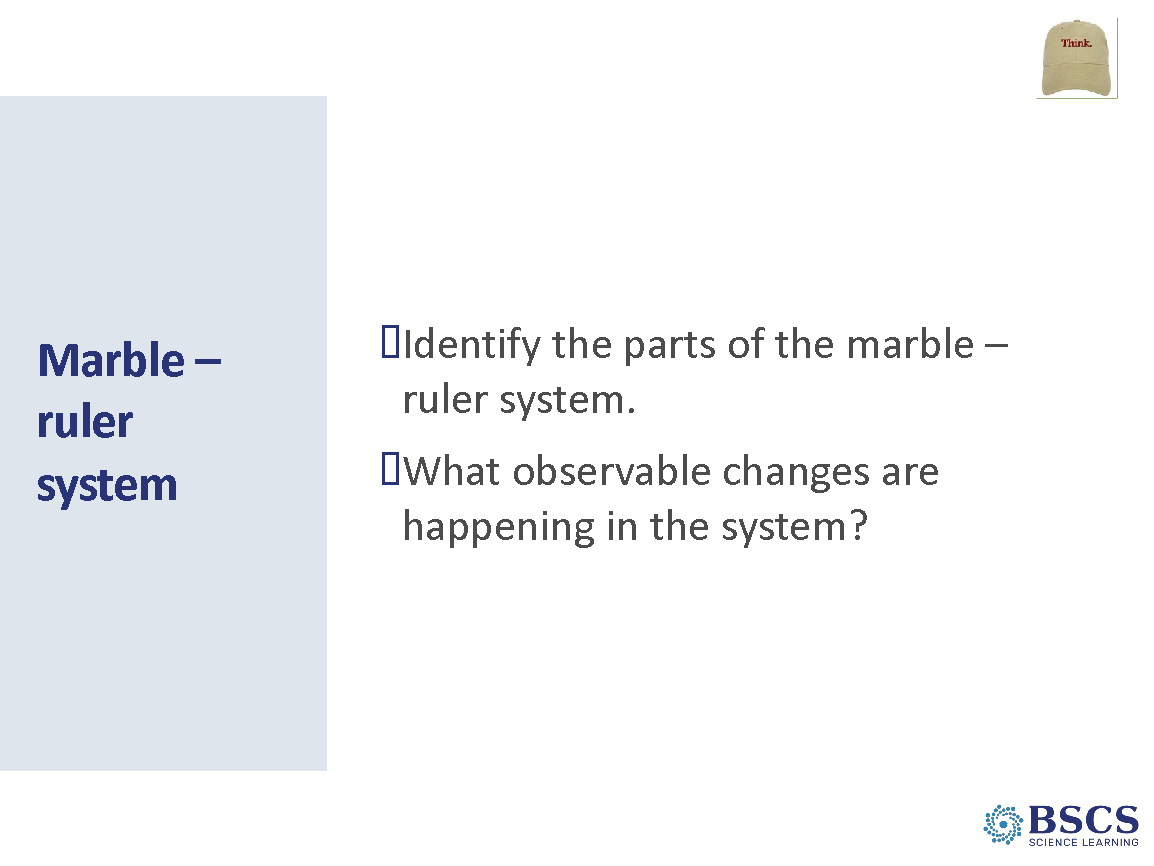 Think.
Marble –
ruler
system
Identify the parts of the marble –
ruler system.
What observable changes are
happening in the system?
BSCS
SCIENCE LEARNING